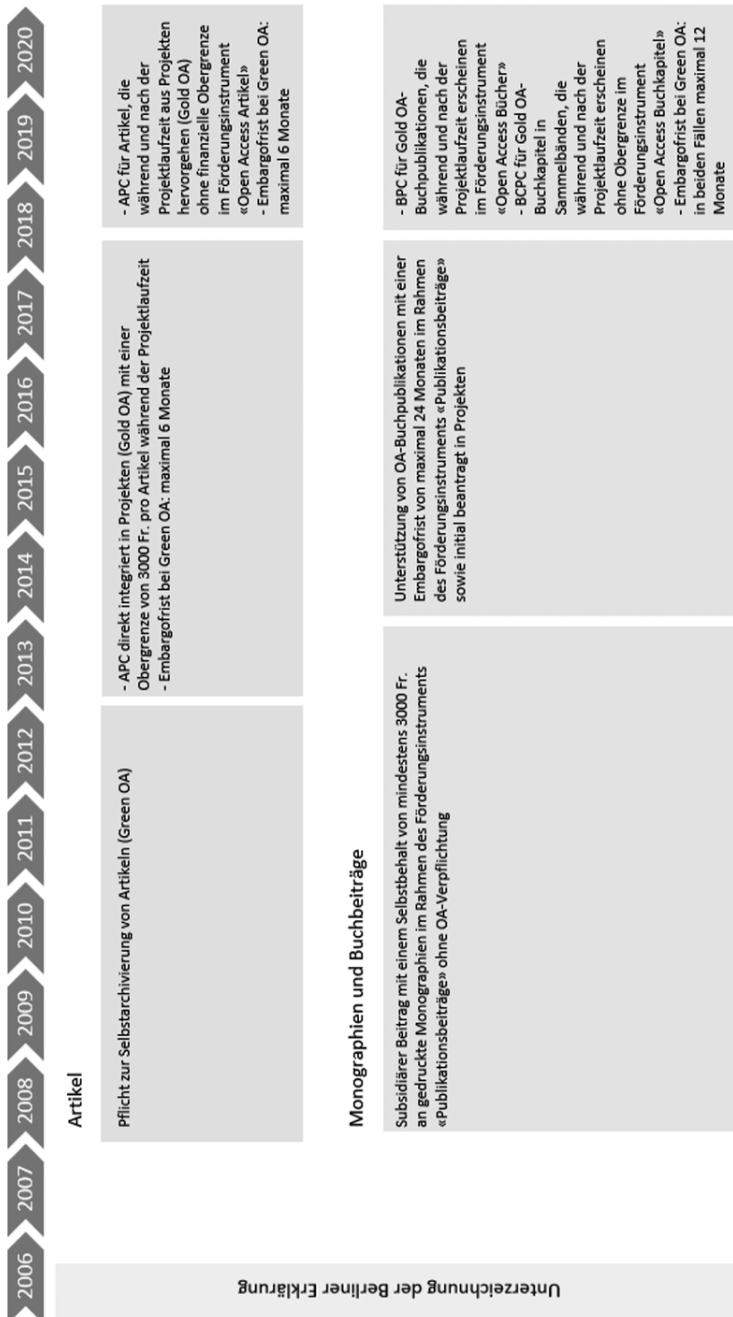 2006
2007
2008
2009
2010
2011
2012
2013
2014
2015
2016
2017
2018
2019
2020
Unterzeichnung der Berliner Erklärung
Artikel
Pflicht zur Selbstarchivierung von Artikeln (Green OA)
- APC direkt integriert in Projekten (Gold OA) mit einer
Obergrenze von 3000 Fr. pro Artikel während der Projektlaufzeit
- Embargofrist bei Green OA: maximal 6 Monate
- APC für Artikel, die
während und nach der
Projektlaufzeit aus Projekten
hervorgehen (Gold OA)
ohne finanzielle Obergrenze
im Förderungsinstrument
«Open Access Artikel»
- Embargofrist bei Green OA:
maximal 6 Monate
Monographien und Buchbeiträge
Subsidiärer Beitrag mit einem Selbstbehalt von mindestens 3000 Fr.
an gedruckte Monographien im Rahmen des Förderungsinstruments
«Publikationsbeiträge» ohne OA-Verpflichtung
Unterstützung von OA-Buchpublikationen mit einer
Embargofrist von maximal 24 Monaten im Rahmen
des Förderungsinstruments «Publikationsbeiträge»
sowie initial beantragt in Projekten
- BPC für Gold OA-
Buchpublikationen, die
während und nach der
Projektlaufzeit erscheinen
im Förderungsinstrument
«Open Access Bücher»
- BCPC für Gold OA-
Buchkapitel in
Sammelbänden, die
während und nach der
Projektlaufzeit erscheinen
ohne Obergrenze im
Förderungsinstrument
«Open Access Buchkapitel»
- Embargofrist bei Green OA:
in beiden Fällen maximal 12
Monate